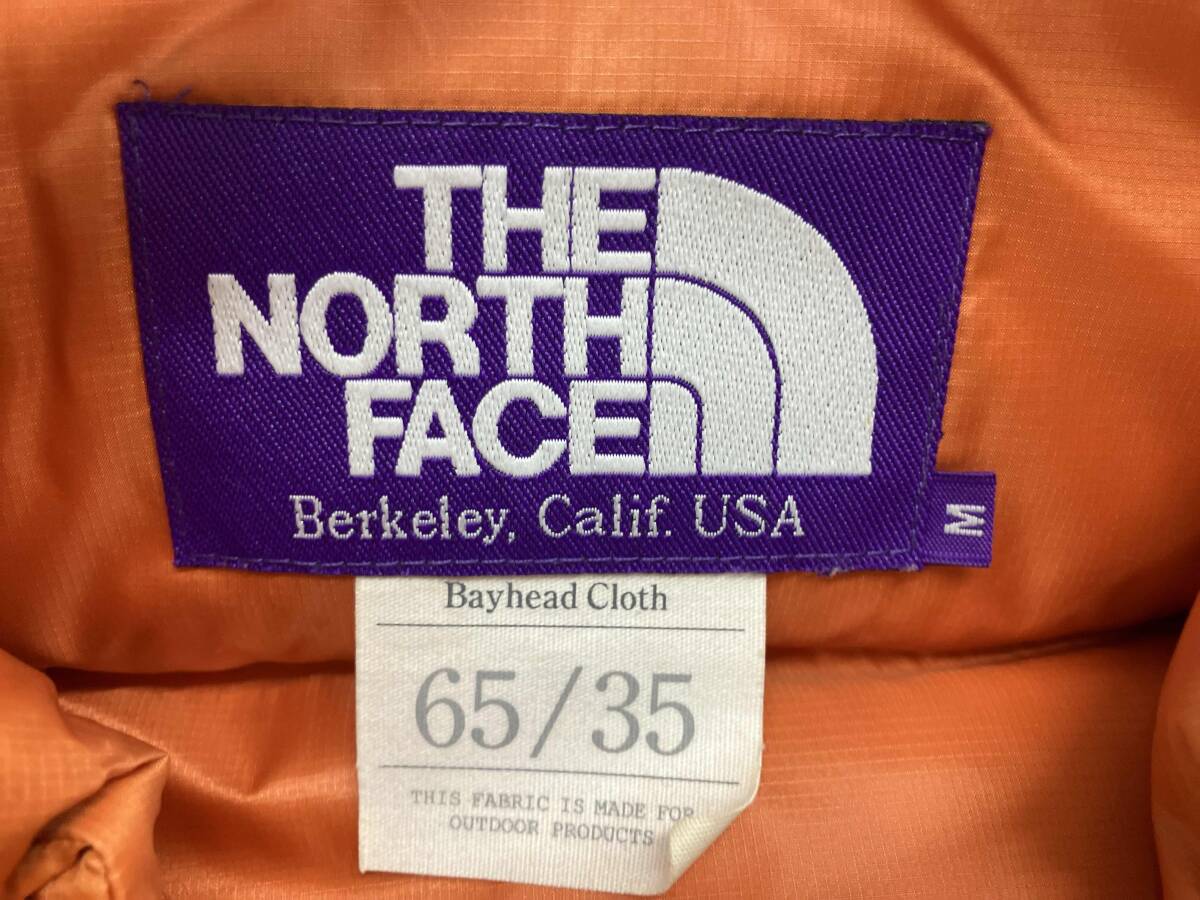 THE
NORTH
FACE
Berkeley, Calif. USA
M
Bayhead Cloth
65/35
THIS FABRIC IS MADE FOR
OUTDOOR PRODUCTS